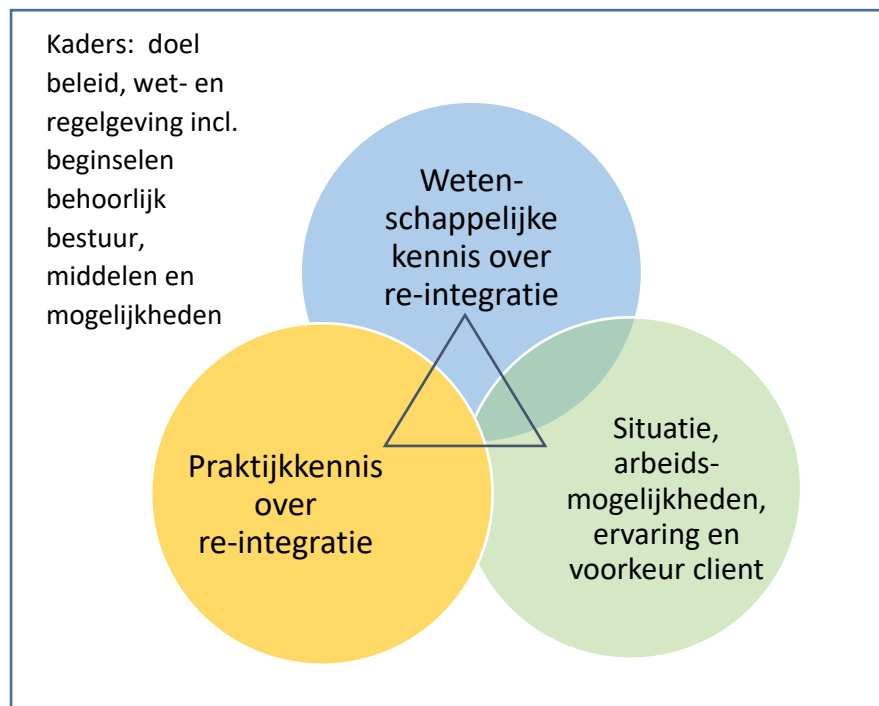 Kaders:  doel
beleid, wet- en
regelgeving incl.
beginselen
behoorlijk
bestuur,
middelen en
mogelijkheden
Weten-
schappelijke
kennis over
re-integratie
Praktijkkennis
over
re-integratie
Situatie,
arbeids-
mogelijkheden,
ervaring en
voorkeur client